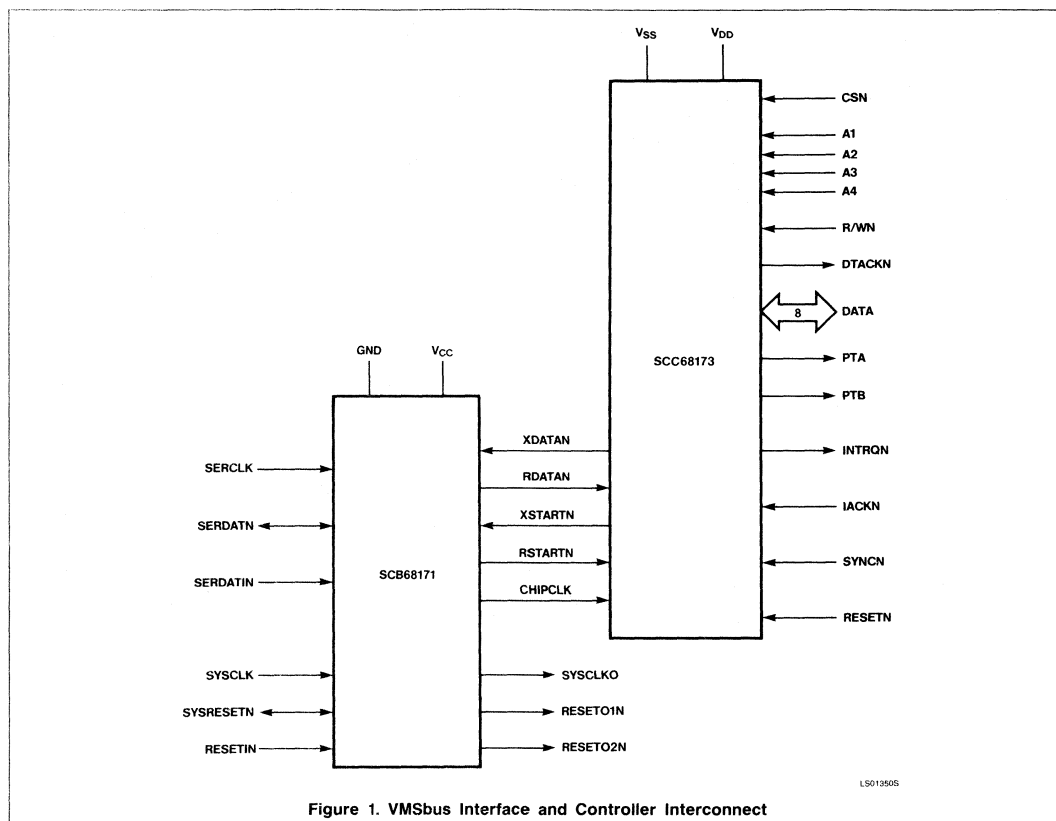 VSS
VDD
CSN
A1
A2
A3
A4
R/WN
DTACKN
8
DATA
SCC68173
PTA
PTB
INTRQN
IACKN
SYNCN
RESETN
GND
VCC
XDATAN
RDATAN
XSTARTN
RSTARTN
CHIPCLK
SERCLK
SERDATN
SERDATIN
SCB68171
SYSCLK
SYSRESETN
RESETIN
SYSCLKO
RESETO1N
RESETO2N
LS01350S
Figure 1. VMSbus Interface and Controller Interconnect